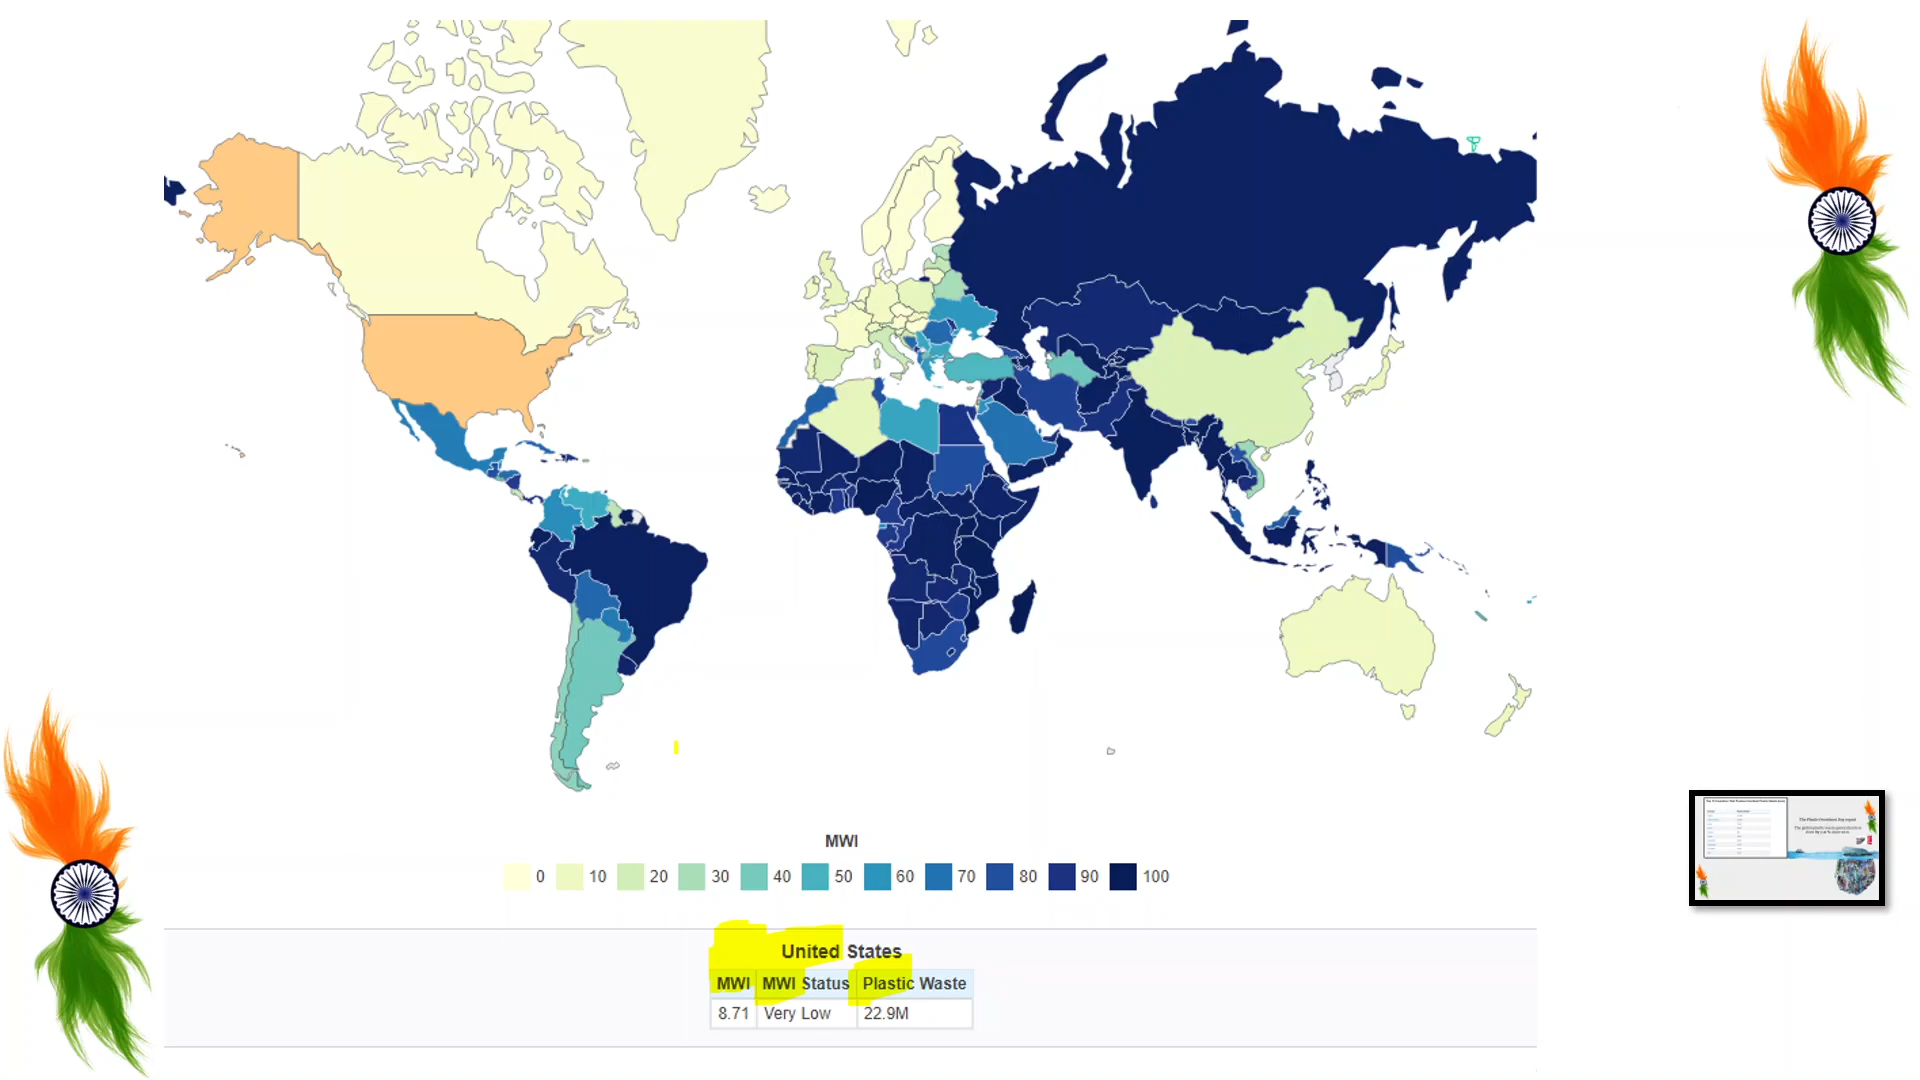 MWI
0 10 20 30 40 50 60 70 80 90 100
United States
MWI MWI Status Plastic Waste
8.71 Very Low 22.9M